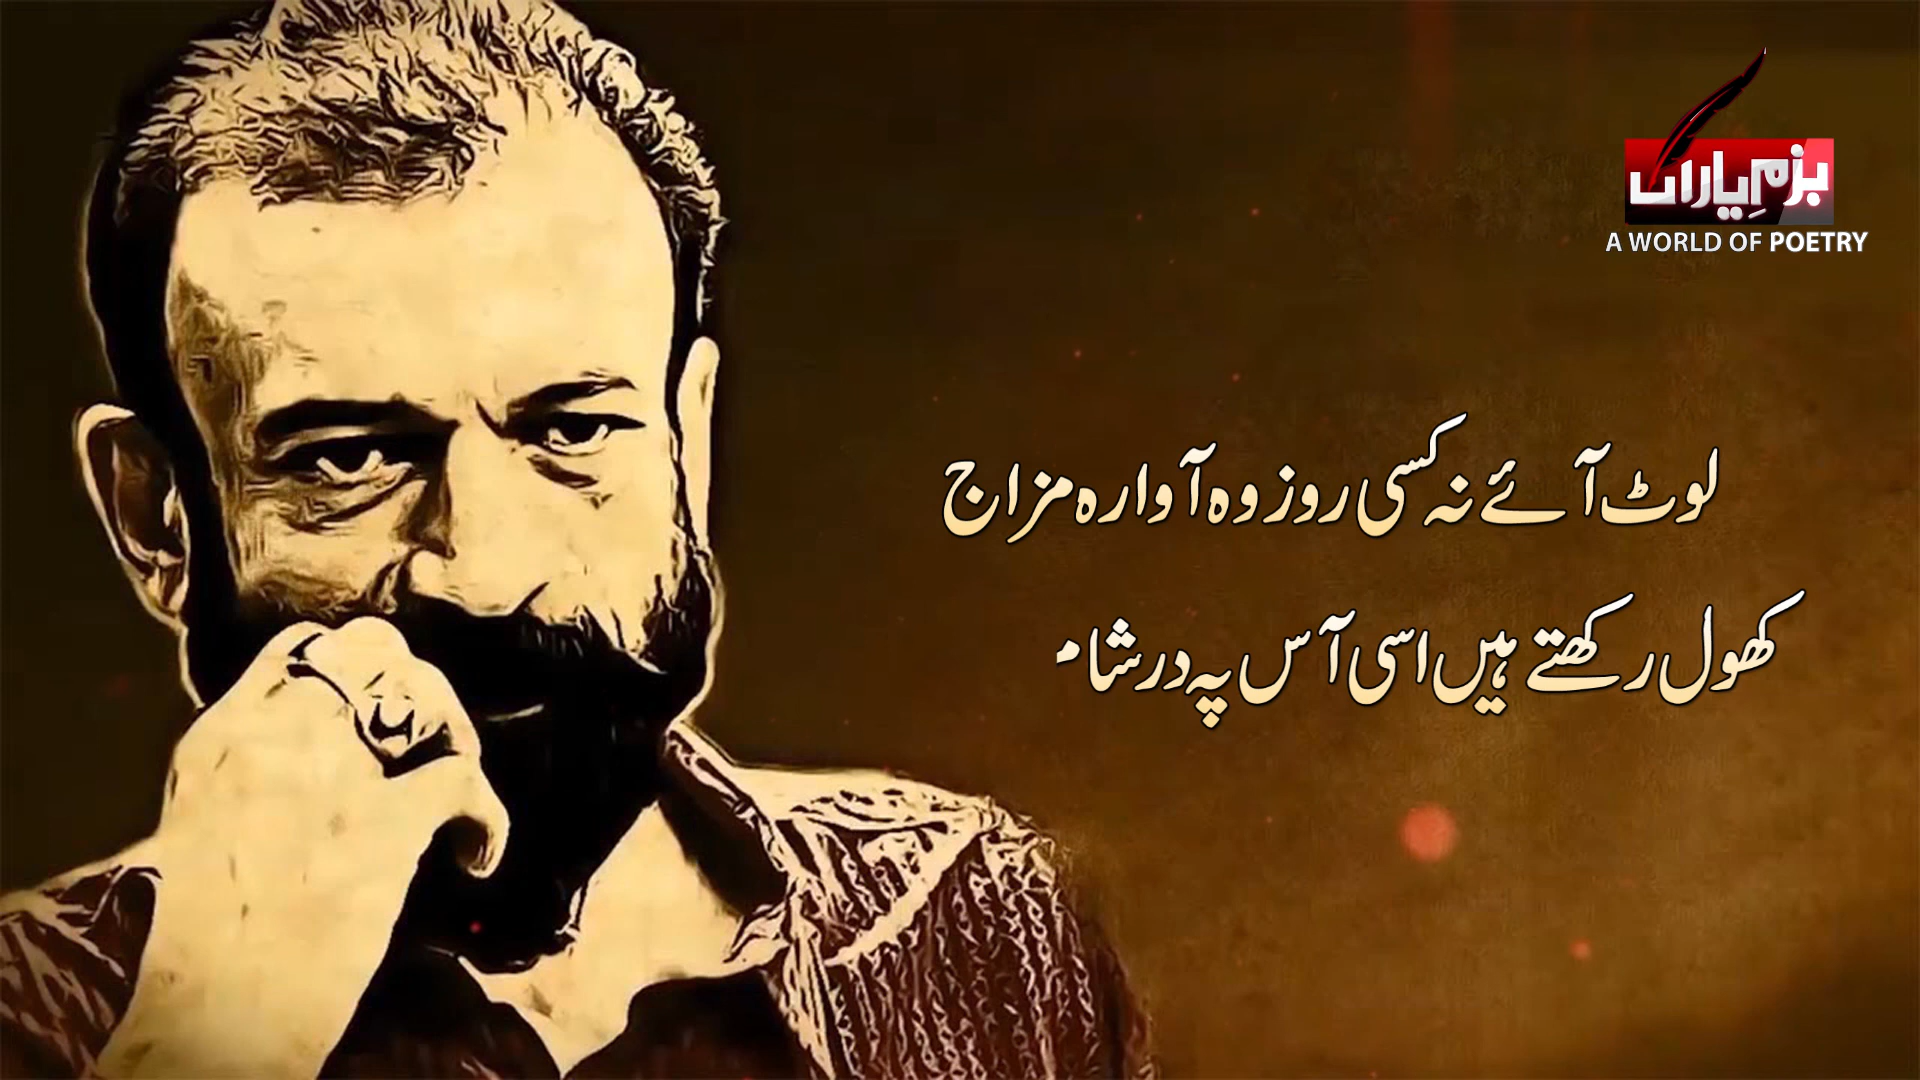 بزمِ یاراں
A WORLD OF POETRY
لوٹ آئے نہ کسی روز وہ آوارہ مزاج
کھول رکھتے ہیں اسی آس پہ در شام